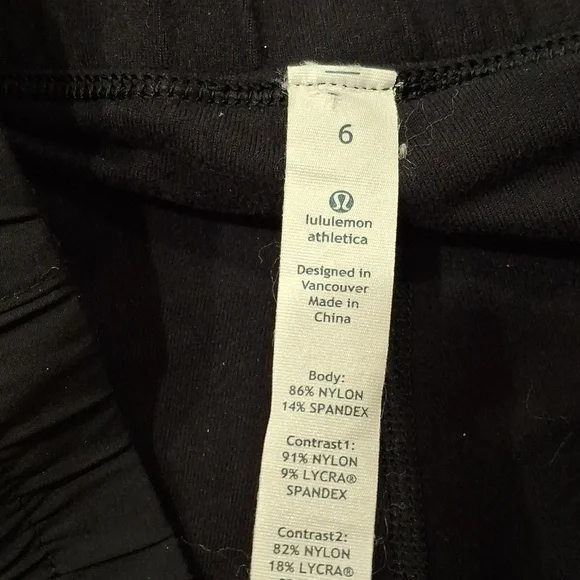 6
lululemon
athletica
Designed in
Vancouver
Made in
China
Body:
86% NYLON
14% SPANDEX
Contrast1:
91% NYLON
9% LYCRA®
SPANDEX
Contrast2:
82% NYLON
18% LYCRA®